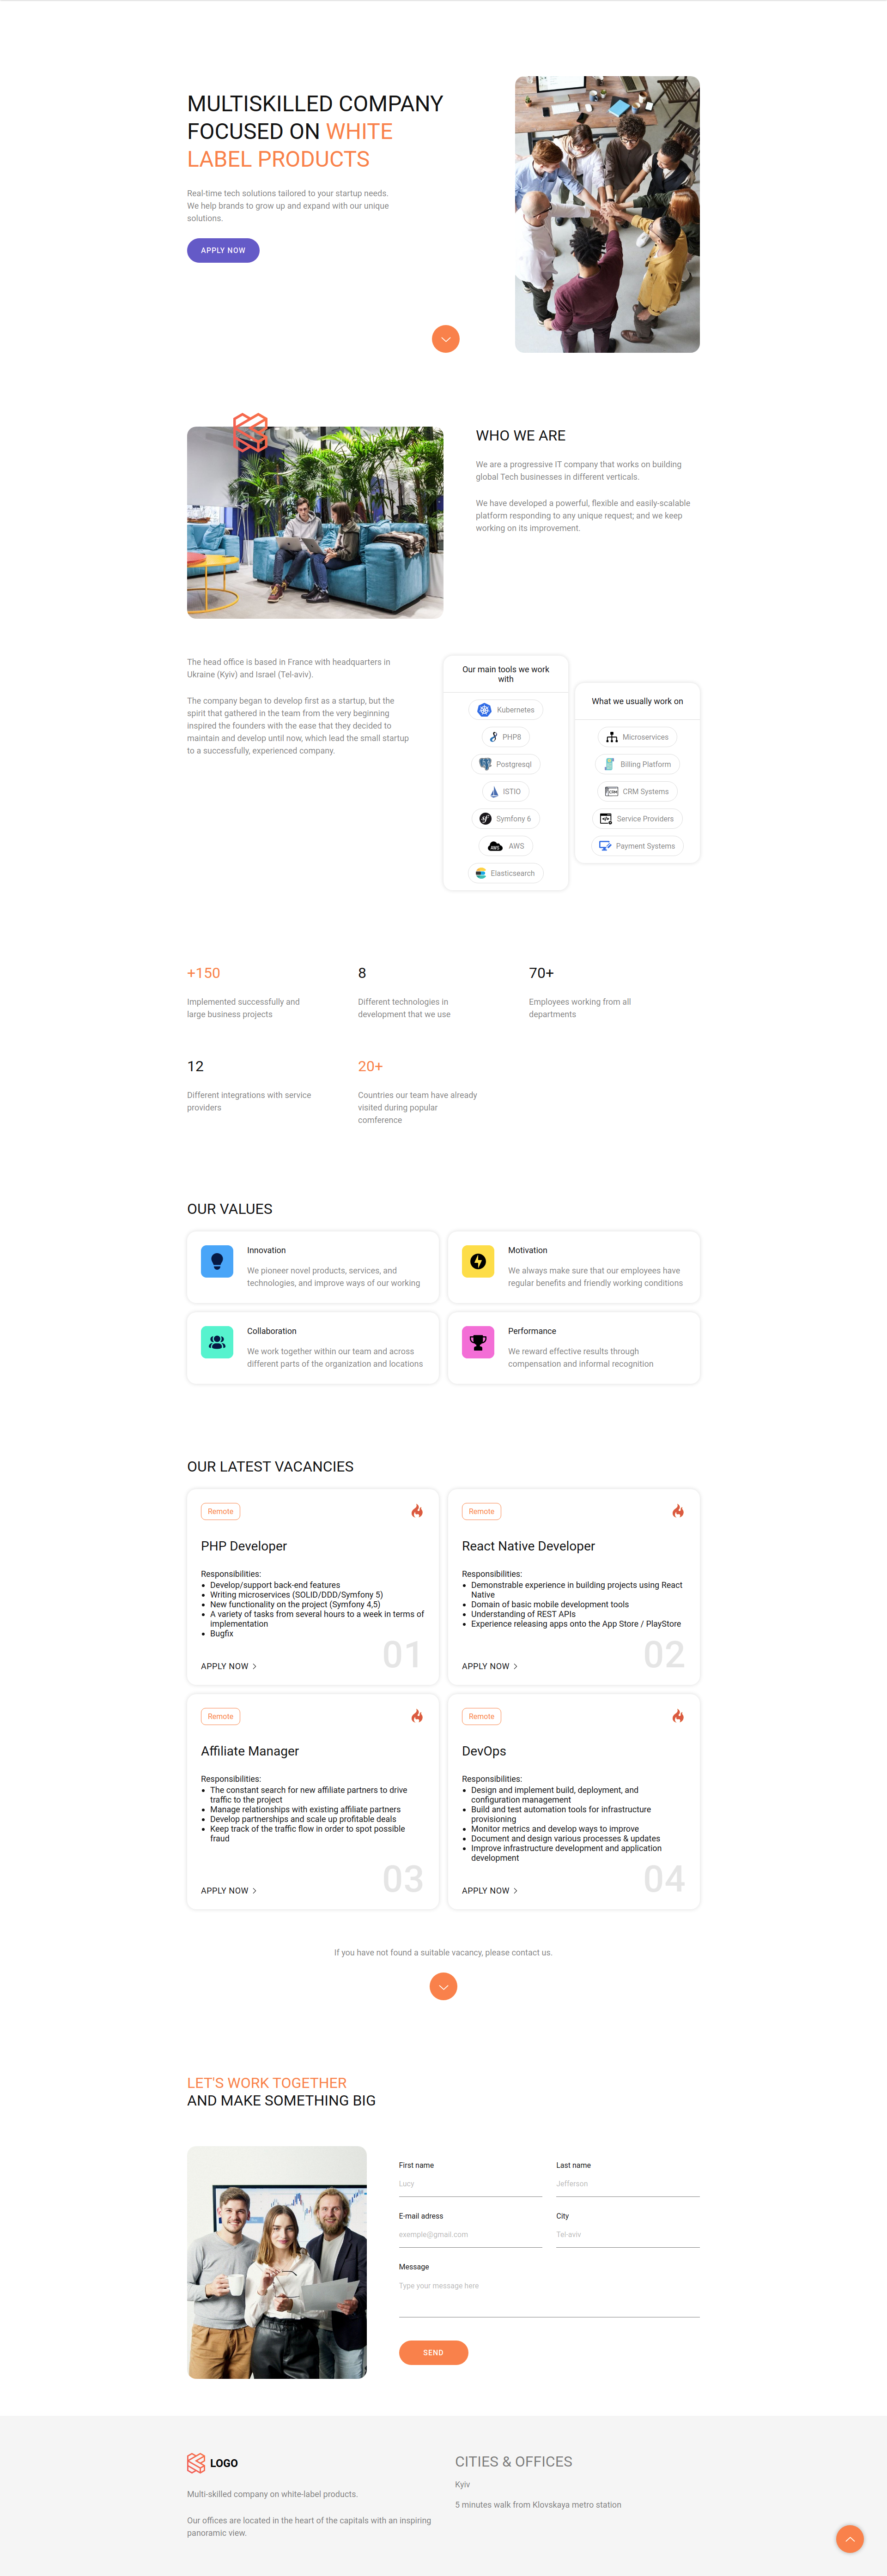 MULTISKILLED COMPANY
FOCUSED ON WHITE
LABEL PRODUCTS
Real-time tech solutions tailored to your startup needs.
We help brands to grow up and expand with our unique
solutions.
APPLY NOW
WHO WE ARE
We are a progressive IT company that works on building
global Tech businesses in different verticals.
We have developed a powerful, flexible and easily-scalable
platform responding to any unique request; and we keep
working on its improvement.
The head office is based in France with headquarters in
Ukraine (Kyiv) and Israel (Tel-aviv).
The company began to develop first as a startup, but the
spirit that gathered in the team from the very beginning
inspired the founders with the ease that they decided to
maintain and develop until now, which lead the small startup
to a successfully, experienced company.
Our main tools we work
with
Kubernetes
PHP8
Postgresql
ISTIO
Symfony 6
AWS
Elasticsearch
What we usually work on
Microservices
Billing Platform
CRM Systems
Service Providers
Payment Systems
+150
Implemented successfully and
large business projects
8
Different technologies in
development that we use
70+
Employees working from all
departments
12
Different integrations with service
providers
20+
Countries our team have already
visited during popular
comference
OUR VALUES
Innovation
We pioneer novel products, services, and
technologies, and improve ways of our working
Motivation
We always make sure that our employees have
regular benefits and friendly working conditions
Collaboration
We work together within our team and across
different parts of the organization and locations
Performance
We reward effective results through
compensation and informal recognition
OUR LATEST VACANCIES
Remote
PHP Developer
Responsibilities:
Develop/support back-end features
Writing microservices (SOLID/DDD/Symfony 5)
New functionality on the project (Symfony 4,5)
A variety of tasks from several hours to a week in terms of
implementation
Bugfix
APPLY NOW
01
Remote
React Native Developer
Responsibilities:
Demonstrable experience in building projects using React
Native
Domain of basic mobile development tools
Understanding of REST APIs
Experience releasing apps onto the App Store / PlayStore
APPLY NOW
02
Remote
Affiliate Manager
Responsibilities:
The constant search for new affiliate partners to drive
traffic to the project
Manage relationships with existing affiliate partners
Develop partnerships and scale up profitable deals
Keep track of the traffic flow in order to spot possible
fraud
APPLY NOW
03
Remote
DevOps
Responsibilities:
Design and implement build, deployment, and
configuration management
Build and test automation tools for infrastructure
provisioning
Monitor metrics and develop ways to improve
Document and design various processes & updates
Improve infrastructure development and application
development
APPLY NOW
04
If you have not found a suitable vacancy, please contact us.
LET'S WORK TOGETHER
AND MAKE SOMETHING BIG
First name
Lucy
Last name
Jefferson
E-mail adress
exemple@gmail.com
City
Tel-aviv
Message
Type your message here
SEND
LOGO
Multi-skilled company on white-label products.
Our offices are located in the heart of the capitals with an inspiring
panoramic view.
CITIES & OFFICES
Kyiv
5 minutes walk from Klovskaya metro station